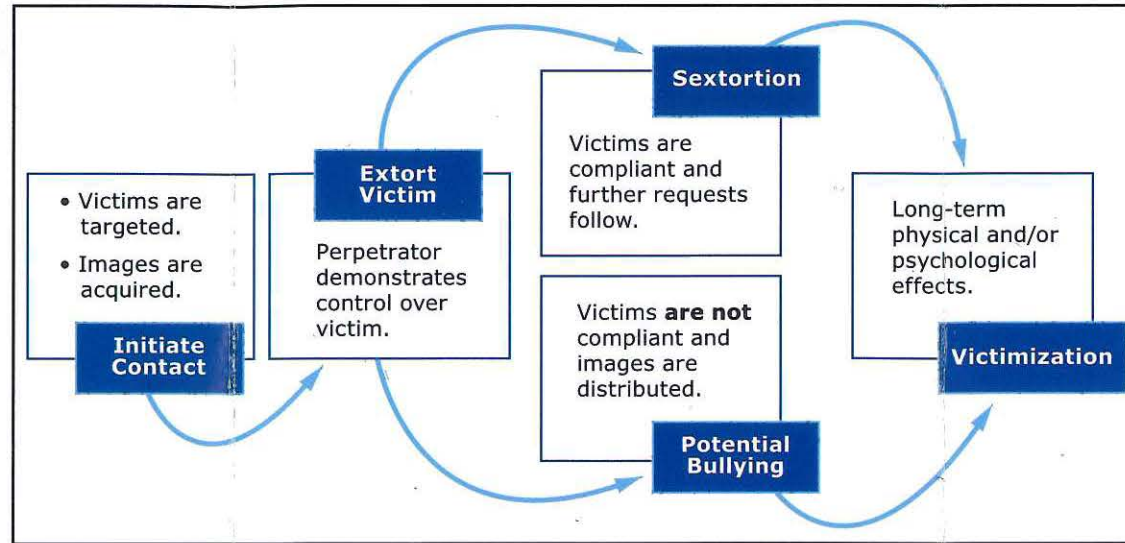 • Victims are
targeted.
• Images are
acquired.
Initiate
Contact
Extort
Victim
Perpetrator
demonstrates
control over
victim.
Sextortion
Victims are
compliant and
further requests
follow.
Victims are not
compliant and
images are
distributed.
Potential
Bullying
Long-term
physical and/or
psychological
effects.
Victimization